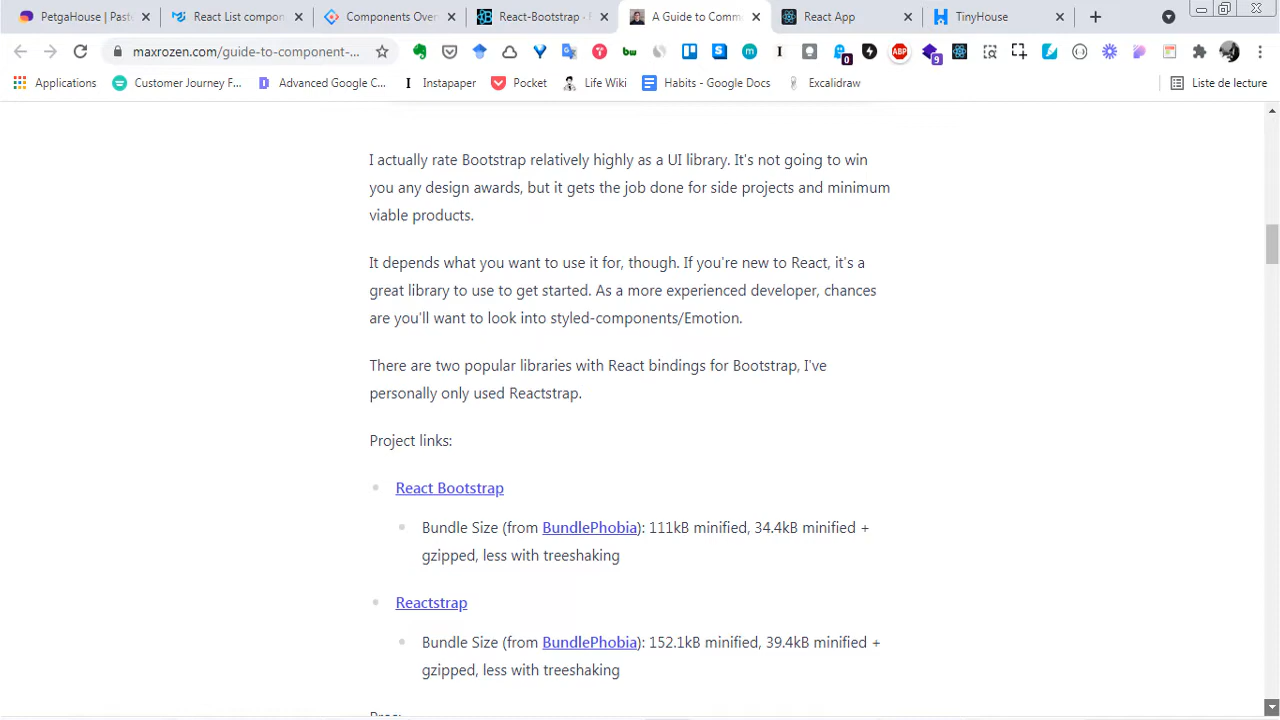 PetgaHouse | Past
React List compon
Components Over
React-Bootstrap ·
A Guide to Comm
React App
TinyHouse
maxrozen.com/guide-to-component-...
0
ABP
9
Applications
Customer Journey F...
Advanced Google C...
Instapaper
Pocket
Life Wiki
Habits - Google Docs
Excalidraw
Liste de lecture
I actually rate Bootstrap relatively highly as a UI library. It's not going to win
you any design awards, but it gets the job done for side projects and minimum
viable products.
It depends what you want to use it for, though. If you're new to React, it's a
great library to use to get started. As a more experienced developer, chances
are you'll want to look into styled-components/Emotion.
There are two popular libraries with React bindings for Bootstrap, I've
personally only used Reactstrap.
Project links:
React Bootstrap
Bundle Size (from BundlePhobia): 111kB minified, 34.4kB minified +
gzipped, less with treeshaking
Reactstrap
Bundle Size (from BundlePhobia): 152.1kB minified, 39.4kB minified +
gzipped, less with treeshaking